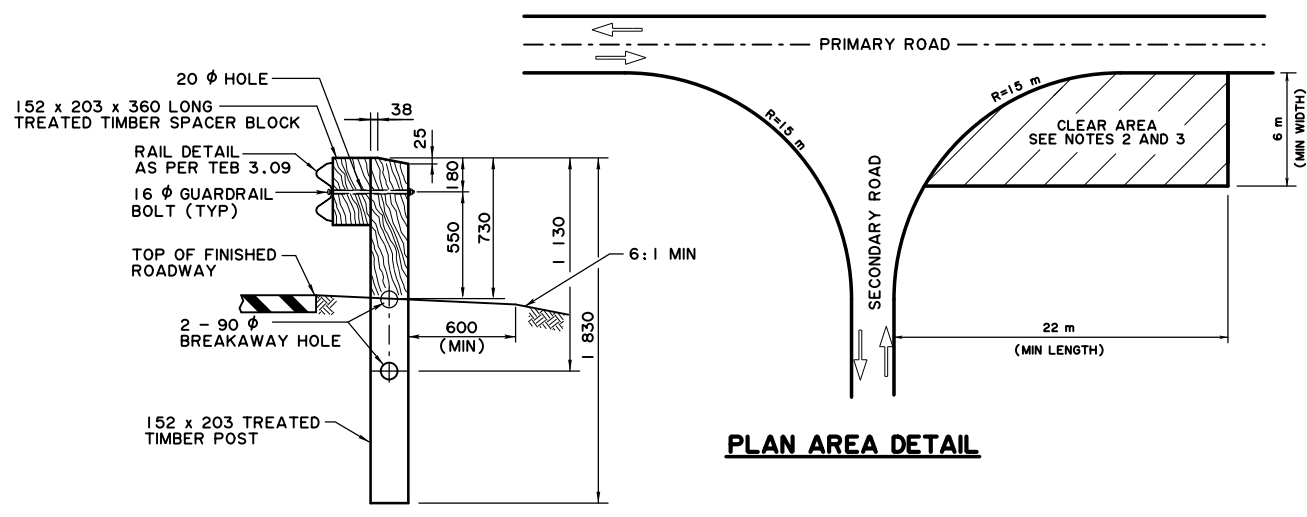 20 ϕ HOLE
152 x 203 x 360 LONG
TREATED TIMBER SPACER BLOCK
RAIL DETAIL
AS PER TEB 3.09
16 ϕ GUARDRAIL
BOLT (TYP)
TOP OF FINISHED
ROADWAY
2 - 90 ϕ
BREAKAWAY HOLE
152 x 203 TREATED
TIMBER POST
38
25
180
550
730
1 130
1 830
600
(MIN)
6:1 MIN
PRIMARY ROAD
R=15 m
R=15 m
CLEAR AREA
SEE NOTES 2 AND 3
6 m
(MIN WIDTH)
SECONDARY ROAD
22 m
(MIN LENGTH)
PLAN AREA DETAIL